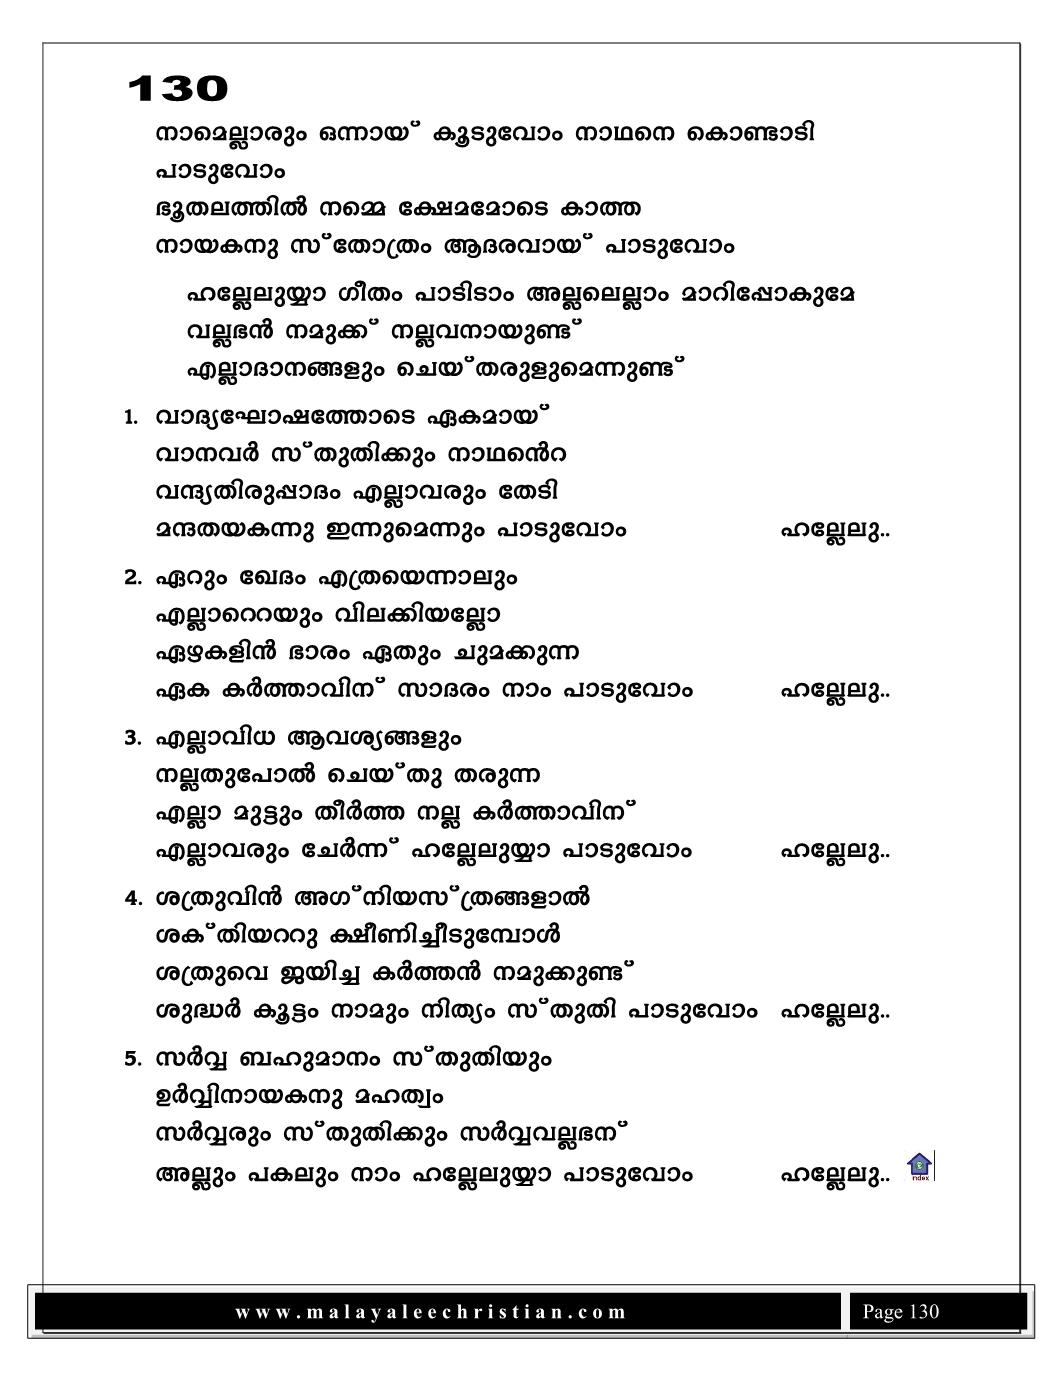 130
നാമെല്ലാരും ഒന്നായ് കൂടുവോം നാഥനെ കൊണ്ടാടി
പാടുവോം
ഭൂതലത്തിൽ നമ്മെ ക്ഷേമമോടെ കാത്ത
നായകനു സ്തോത്രം ആദരവായ് പാടുവോം
ഹല്ലേലുയ്യാ ഗീതം പാടിടാം അല്ലലെല്ലാം മാറിപ്പോകുമേ
വല്ലഭൻ നമുക്ക് നല്ലവനായുണ്ട്
എല്ലാദാനങ്ങളും ചെയ്തരുളുമെന്നുണ്ട്
1. വാദ്യഘോഷത്തോടെ ഏകമായ്
വാനവർ സ്തുതിക്കും നാഥൻെറ
വന്ദ്യതിരുപ്പാദം എല്ലാവരും തേടി
മന്ദതയകന്നു ഇന്നുമെന്നും പാടുവോം ഹല്ലേലു..
2. ഏറും ഖേദം എത്രയെന്നാലും
എല്ലാറെറയും വിലക്കിയല്ലോ
ഏഴകളിൻ ഭാരം ഏതും ചുമക്കുന്ന
ഏക കർത്താവിന് സാദരം നാം പാടുവോം ഹല്ലേലു..
3. എല്ലാവിധ ആവശ്യങ്ങളും
നല്ലതുപോൽ ചെയ്തു തരുന്ന
എല്ലാ മുട്ടും തീർത്ത നല്ല കർത്താവിന്
എല്ലാവരും ചേർന്ന് ഹല്ലേലുയ്യാ പാടുവോം ഹല്ലേലു..
4. ശത്രുവിൻ അഗ്നിയസ്ത്രങ്ങളാൽ
ശക്തിയററു ക്ഷീണിച്ചീടുമ്പോൾ
ശത്രുവെ ജയിച്ച കർത്തൻ നമുക്കുണ്ട്
ശുദ്ധർ കൂട്ടം നാമും നിത്യം സ്തുതി പാടുവോം ഹല്ലേലു..
5. സർവ്വ ബഹുമാനം സ്തുതിയും
ഉർവ്വിനായകനു മഹത്വം
സർവ്വരും സ്തുതിക്കും സർവ്വവല്ലഭന്
അല്ലും പകലും നാം ഹല്ലേലുയ്യാ പാടുവോം ഹല്ലേലു..
index
www.malayaleechristian.com
Page 130